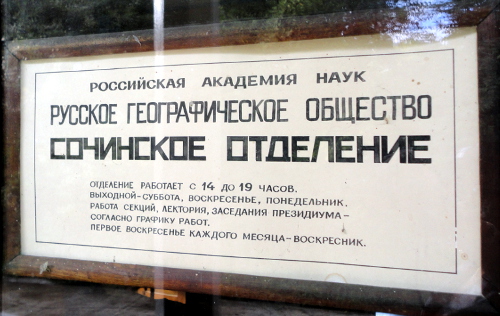 РОССИЙСКАЯ АКАДЕМИЯ НАУК
РУССКОЕ ГЕОГРАФИЧЕСКОЕ ОБЩЕСТВО
СОЧИНСКОЕ ОТДЕЛЕНИЕ
ОТДЕЛЕНИЕ РАБОТАЕТ С 14 ДО 19 ЧАСОВ.
ВЫХОДНОЙ-СУББОТА, ВОСКРЕСЕНЬЕ, ПОНЕДЕЛЬНИК.
РАБОТА СЕКЦИЙ, ЛЕКТОРИЯ, ЗАСЕДАНИЯ ПРЕЗИДИУМА-
СОГЛАСНО ГРАФИКУ РАБОТ.
ПЕРВОЕ ВОСКРЕСЕНЬЕ КАЖДОГО МЕСЯЦА-ВОСКРЕСНИК.